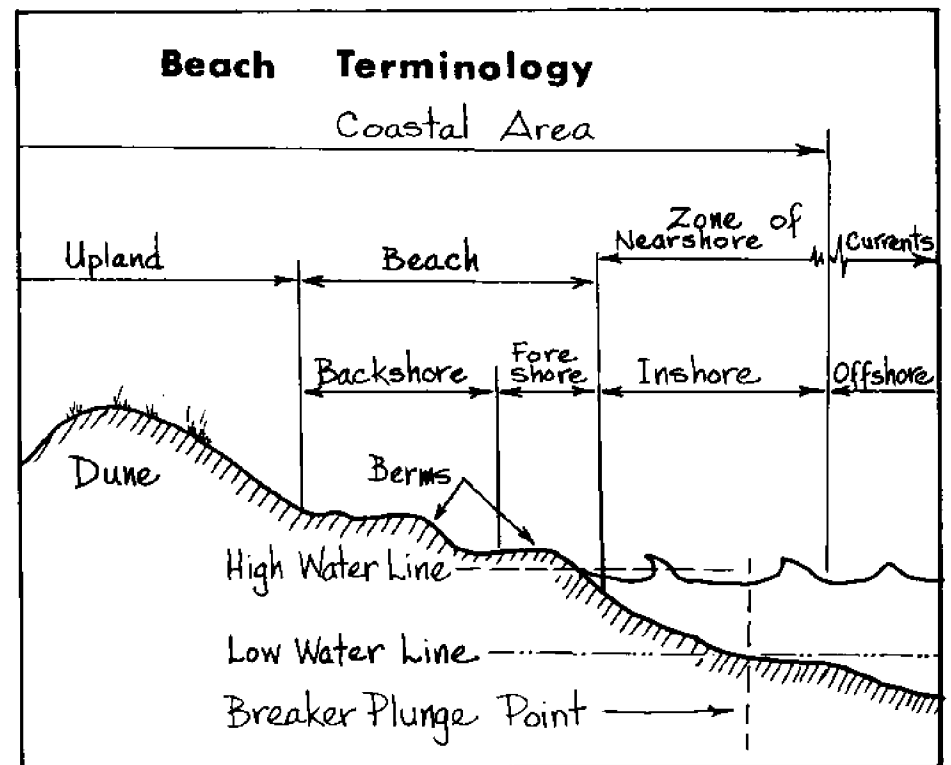 Beach Terminology
Coastal Area
Zone of
Nearshore
Currents
Upland
Beach
Fore
shore
Backshore
Inshore
Offshore
Dune
Berms
High Water Line
Low Water Line
Breaker Plunge Point